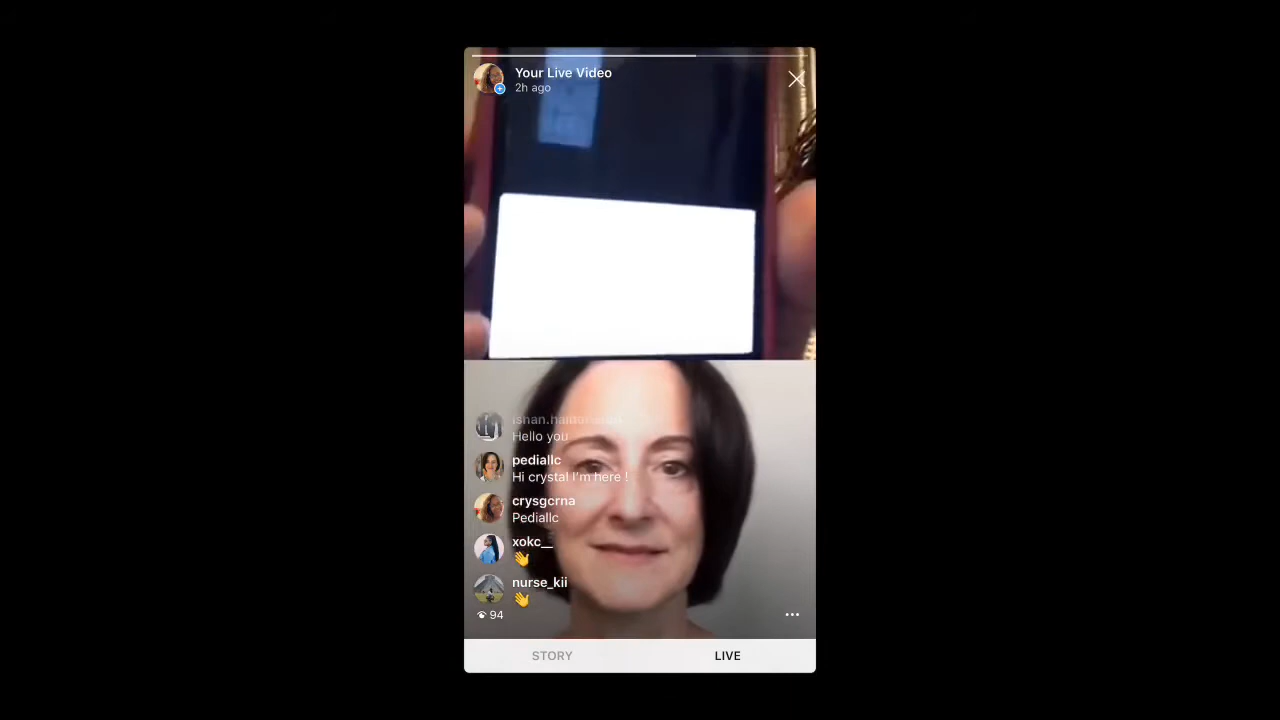 Your Live Video
2h ago
Hello you
pediallc
Hi crystal I'm here !
crysgcrna
Pediallc
xokc__
👋
nurse_kii
👋
94
STORY
LIVE